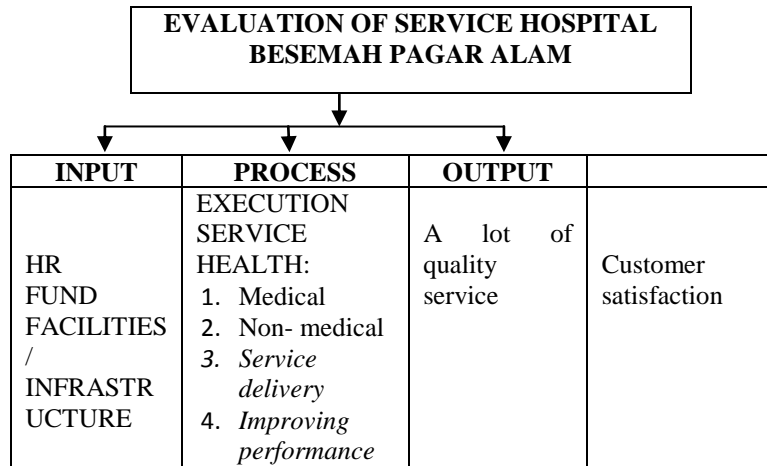 EVALUATION OF SERVICE HOSPITAL
BESEMAH PAGAR ALAM
INPUT
PROCESS
OUTPUT
HR
FUND
FACILITIES
/
INFRASTR
UCTURE
EXECUTION
SERVICE
HEALTH:
1. Medical
2. Non- medical
3. Service
delivery
4. Improving
performance
A lot of
quality
service
Customer
satisfaction